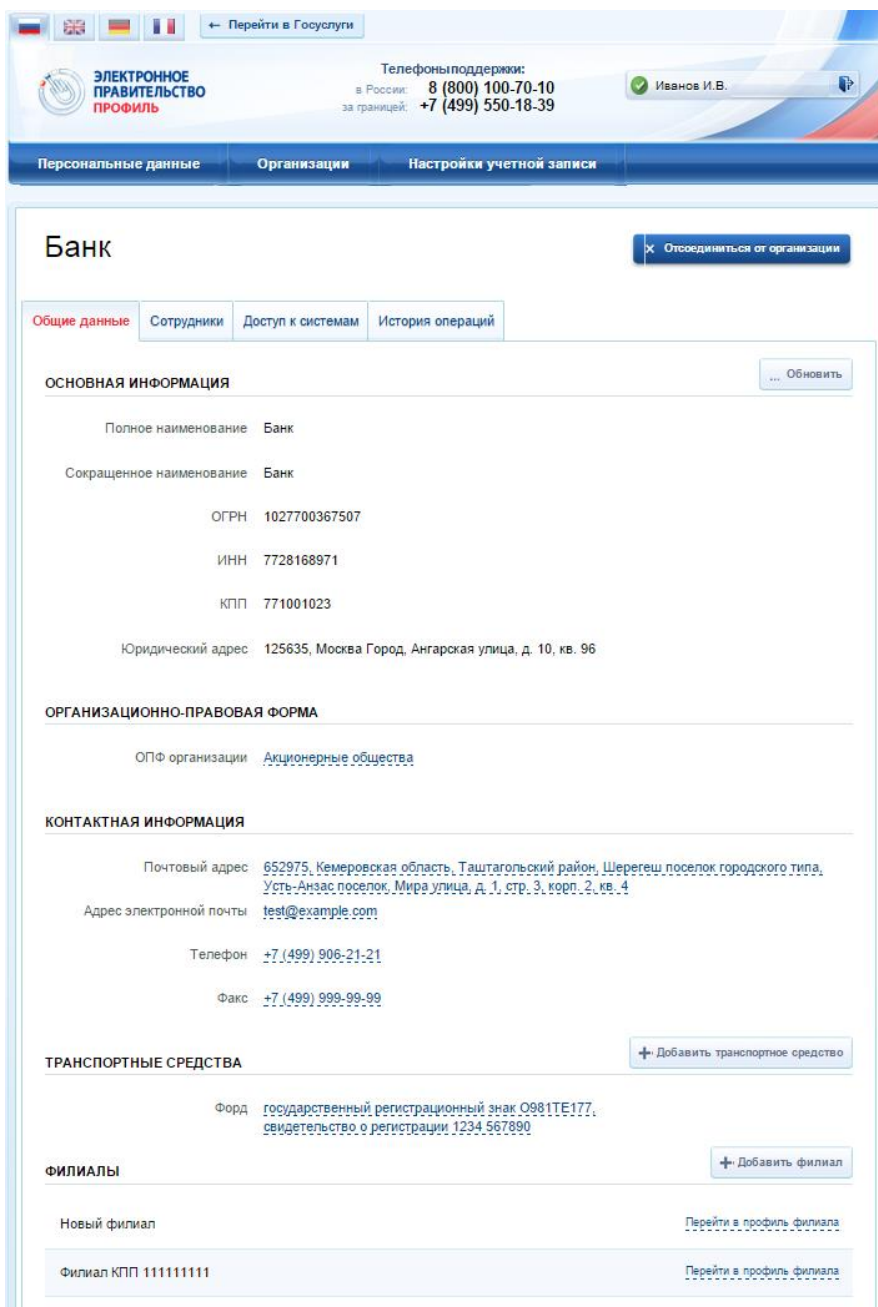 ← Перейти в Госуслуги
ЭЛЕКТРОННОЕ
ПРАВИТЕЛЬСТВО
ПРОФИЛЬ
Телефоны поддержки:
в России: 8 (800) 100-70-10
за границей: +7 (499) 550-18-39
Иванов И.В.
Персональные данные Организации Настройки учетной записи
Банк
× Отсоединиться от организации
Общие данные Сотрудники Доступ к системам История операций
ОСНОВНАЯ ИНФОРМАЦИЯ
... Обновить
Полное наименование Банк
Сокращенное наименование Банк
ОГРН 1027700367507
ИНН 7728168971
КПП 771001023
Юридический адрес 125635, Москва Город, Ангарская улица, д. 10, кв. 96
ОРГАНИЗАЦИОННО-ПРАВОВАЯ ФОРМА
ОПФ организации Акционерные общества
КОНТАКТНАЯ ИНФОРМАЦИЯ
Почтовый адрес 652975, Кемеровская область, Таштагольский район, Шерегеш поселок городского типа,
Усть-Анзас поселок, Мира улица, д. 1, стр. 3, корп. 2, кв. 4
Адрес электронной почты test@example.com
Телефон +7 (499) 906-21-21
Факс +7 (499) 999-99-99
ТРАНСПОРТНЫЕ СРЕДСТВА
+ Добавить транспортное средство
Форд государственный регистрационный знак О981ТЕ177,
свидетельство о регистрации 1234 567890
ФИЛИАЛЫ
+ Добавить филиал
Новый филиал Перейти в профиль филиала
Филиал КПП 111111111 Перейти в профиль филиала